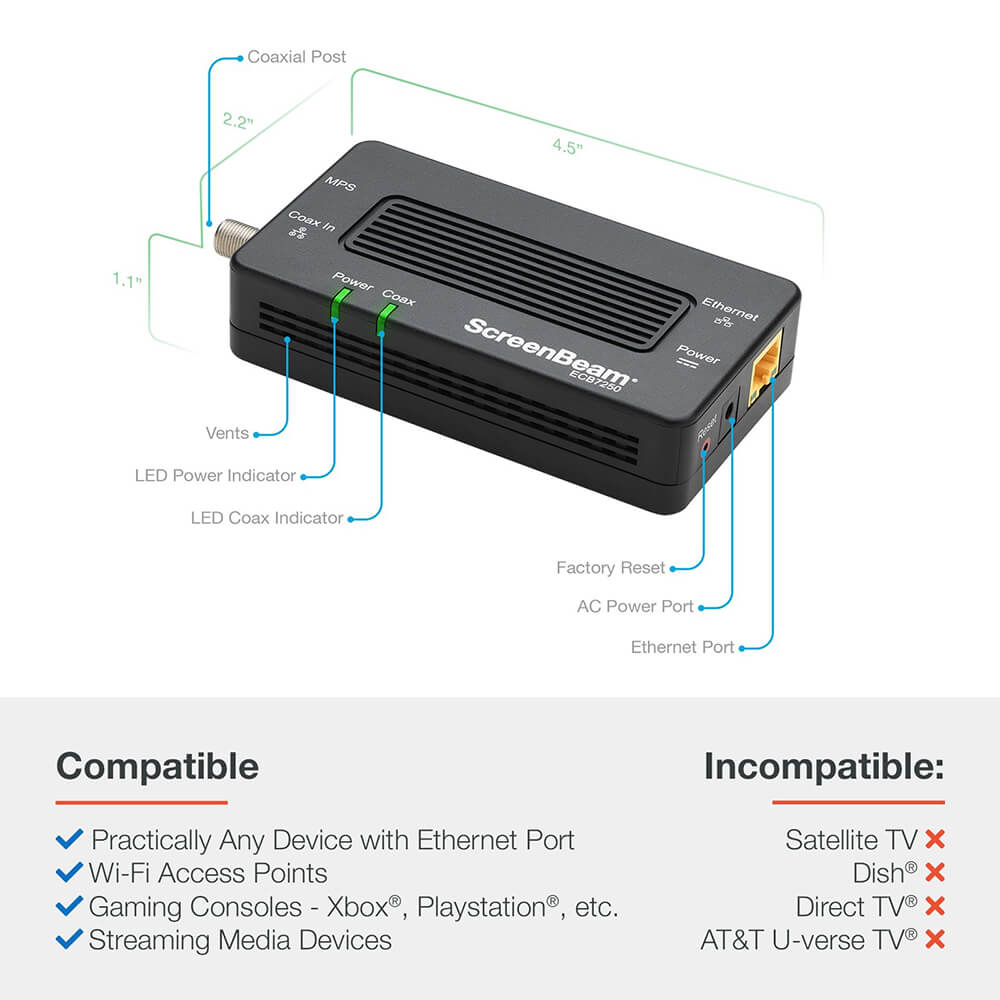 Coaxial Post
2.2"
4.5"
1.1"
MPS
Coax In
Power
Coax
ScreenBeam®
ECB7250
Ethernet
Power
Reset
Vents
LED Power Indicator
LED Coax Indicator
Factory Reset
AC Power Port
Ethernet Port
Compatible
Practically Any Device with Ethernet Port
Wi-Fi Access Points
Gaming Consoles - Xbox®, Playstation®, etc.
Streaming Media Devices
Incompatible:
Satellite TV
Dish®
Direct TV®
AT&T U-verse TV®